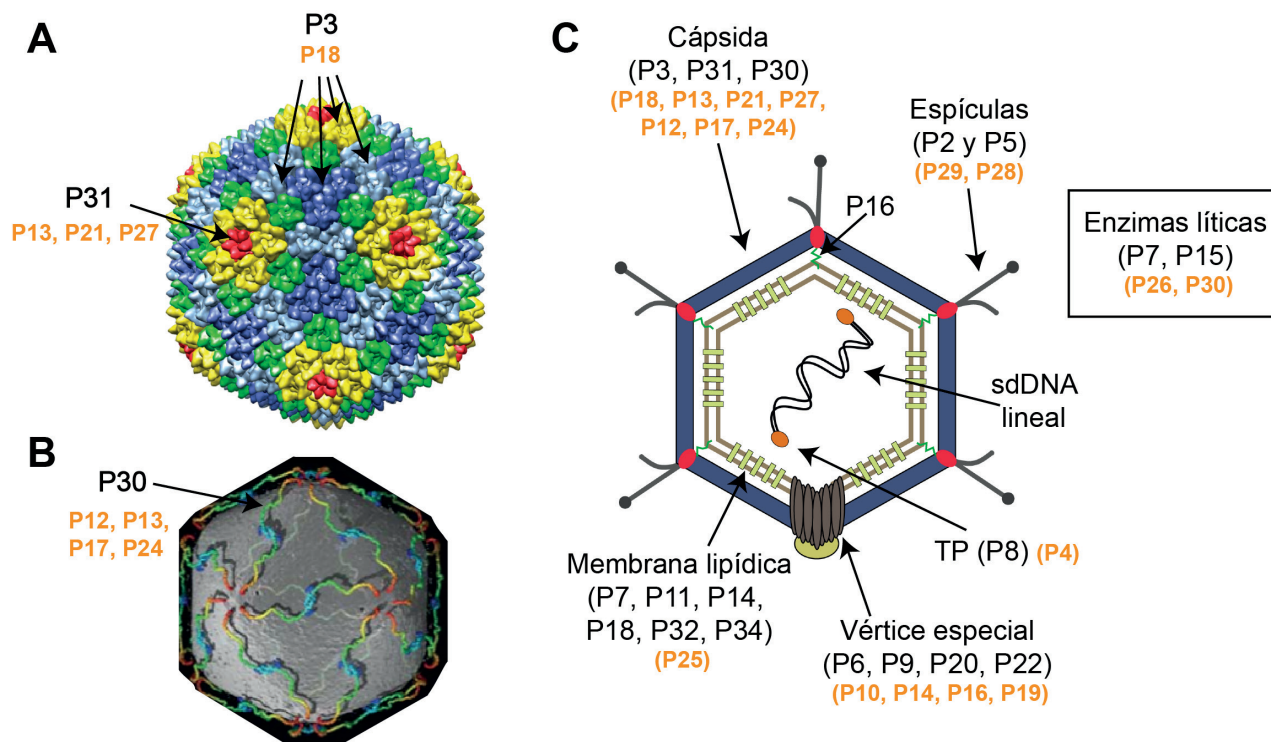 A
P3
P18
P31
P13, P21, P27
B
P30
P12, P13,
P17, P24
C
Cápsida
(P3, P31, P30)
(P18, P13, P21, P27,
P12, P17, P24)
Espículas
(P2 y P5)
(P29, P28)
P16
Enzimas líticas
(P7, P15)
(P26, P30)
sdDNA
lineal
TP (P8) (P4)
Membrana lipídica
(P7, P11, P14,
P18, P32, P34)
(P25)
Vértice especial
(P6, P9, P20, P22)
(P10, P14, P16, P19)